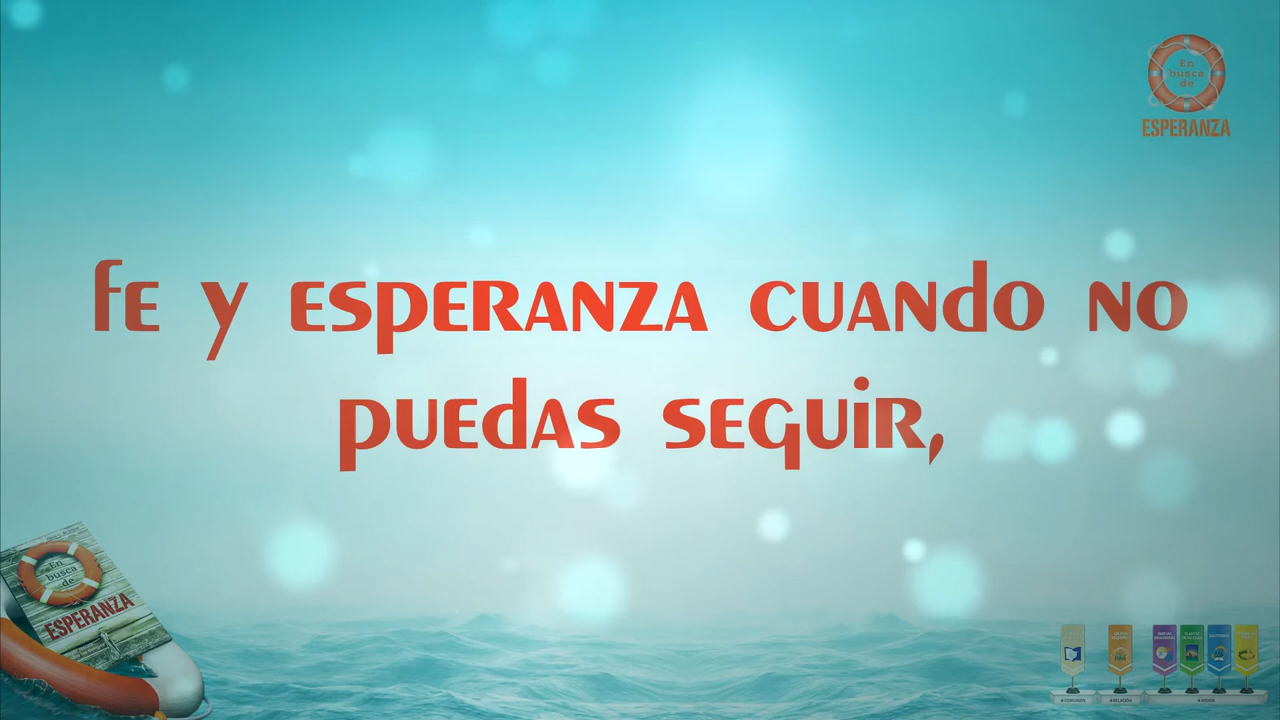 En
busca
de
ESPERANZA
fE y ESPERANZA CUANDO NO
PUEDAS SEGUIR,
En
busca
de
ESPERANZA